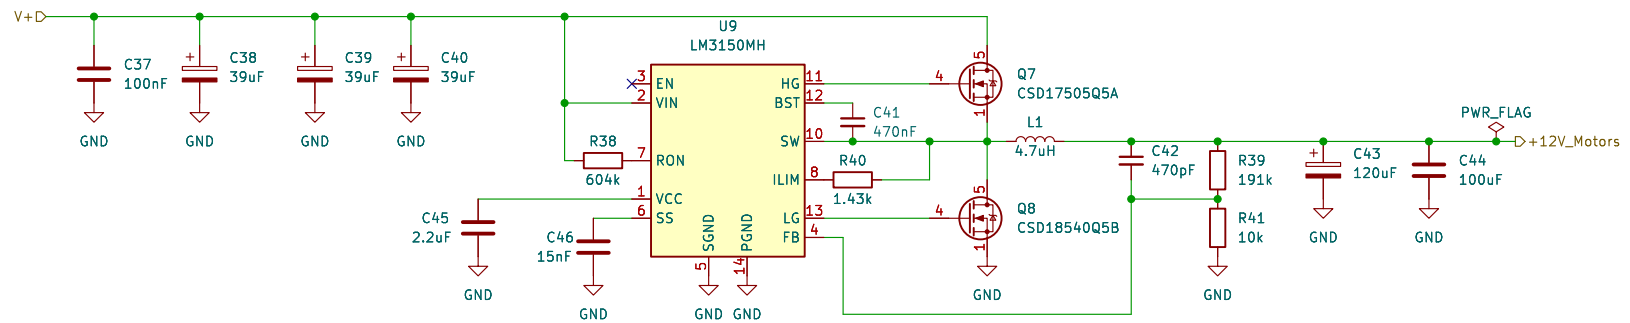 V+
C37
100nF
GND
C38
39uF
GND
C39
39uF
GND
C40
39uF
GND
U9
LM3150MH
3
EN
2
VIN
R38
604k
7
RON
1
VCC
6
SS
C45
2.2uF
GND
C46
15nF
GND
SGND
5
GND
PGND
14
GND
HG
11
BST
12
SW
10
ILIM
8
LG
13
FB
4
C41
470nF
R40
1.43k
4
5
1
Q7
CSD17505Q5A
L1
4.7uH
4
5
1
Q8
CSD18540Q5B
GND
C42
470pF
R39
191k
R41
10k
GND
C43
120uF
GND
C44
100uF
GND
PWR_FLAG
+12V_Motors